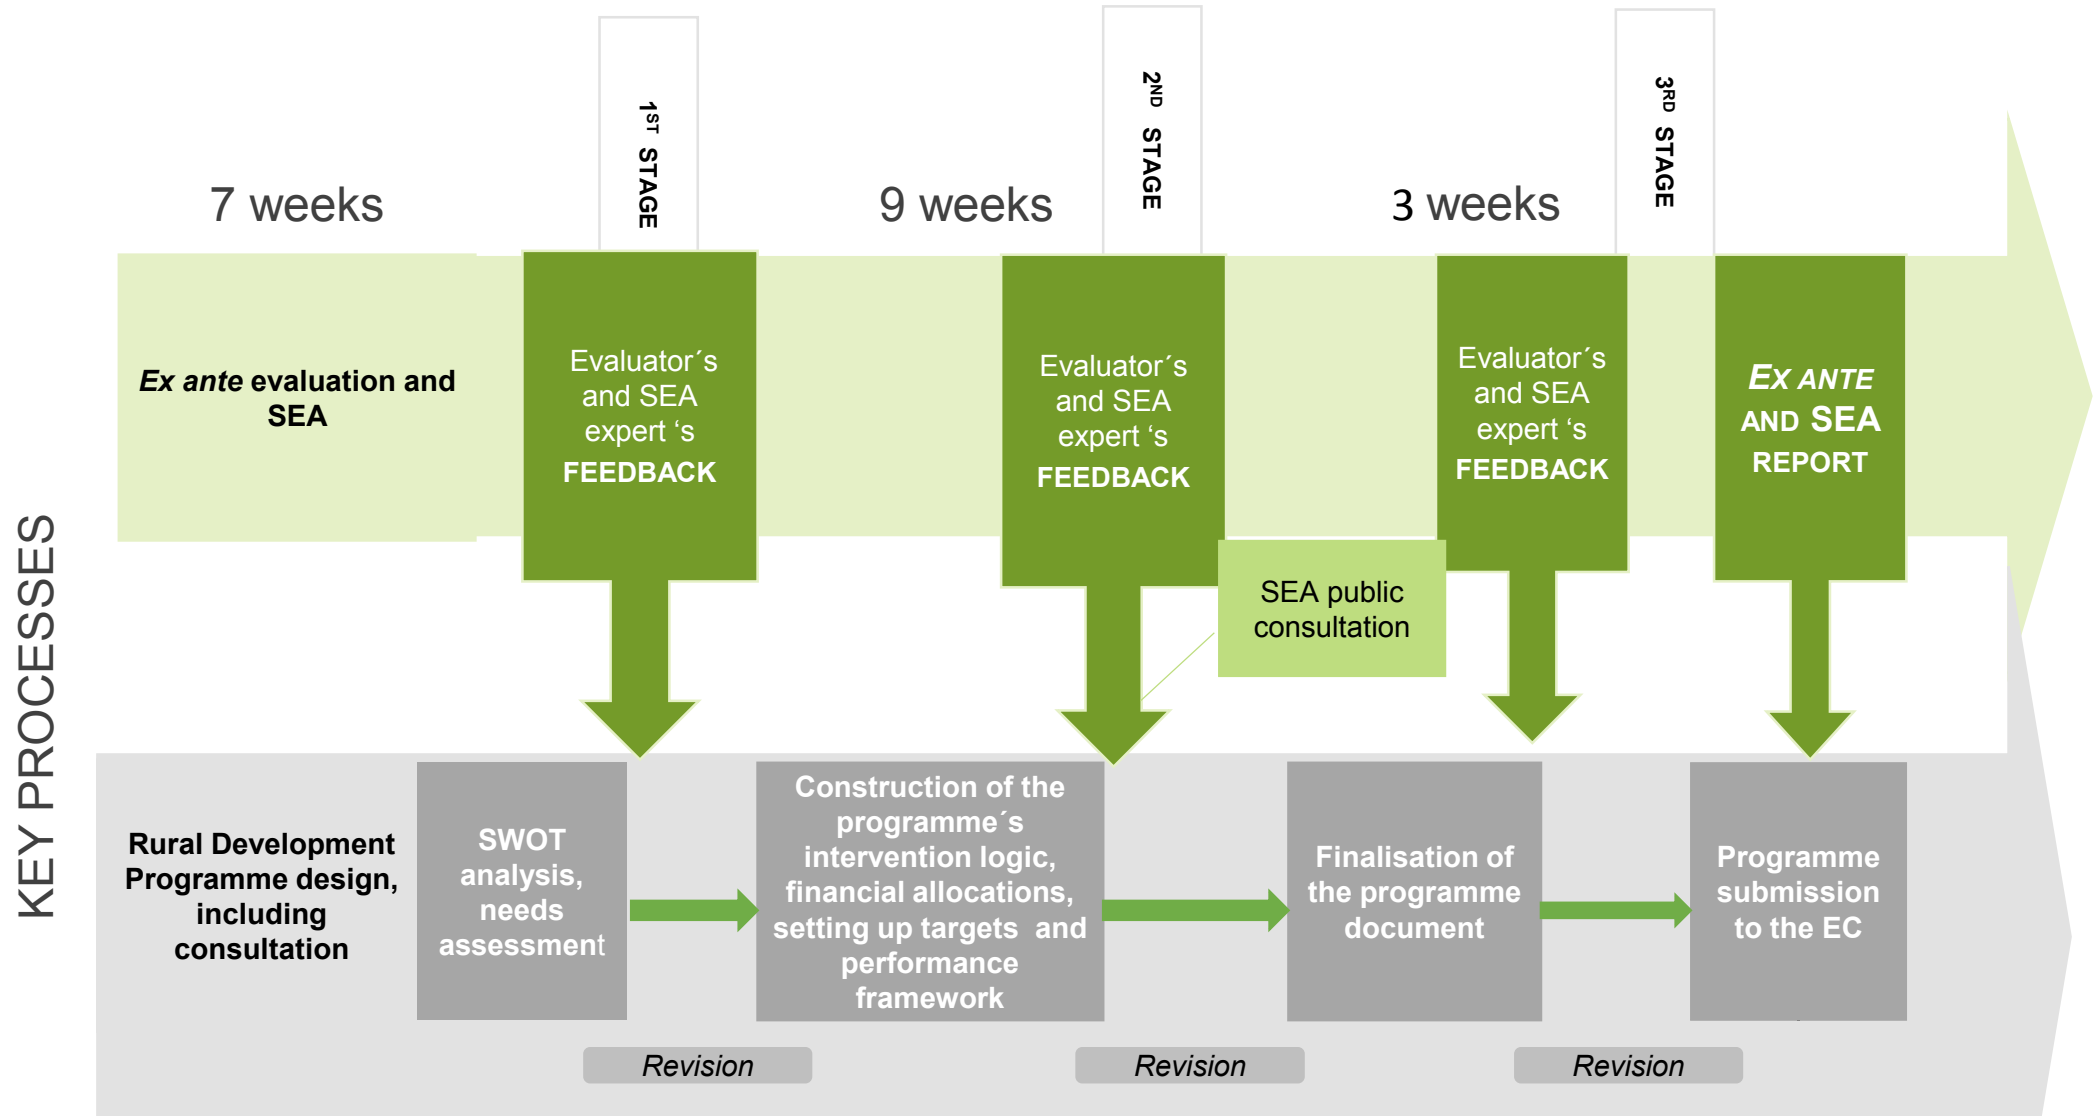 1ST STAGE
2ND STAGE
3RD STAGE
7 weeks
9 weeks
3 weeks
KEY PROCESSES
Ex ante evaluation and
SEA
Evaluator´s
and SEA
expert ‘s
FEEDBACK
Evaluator´s
and SEA
expert ‘s
FEEDBACK
Evaluator´s
and SEA
expert ‘s
FEEDBACK
EX ANTE
AND SEA
REPORT
SEA public
consultation
Rural Development
Programme design,
including
consultation
SWOT
analysis,
needs
assessment
Construction of the
programme´s
intervention logic,
financial allocations,
setting up targets and
performance
framework
Finalisation of
the programme
document
Programme
submission
to the EC
Revision
Revision
Revision